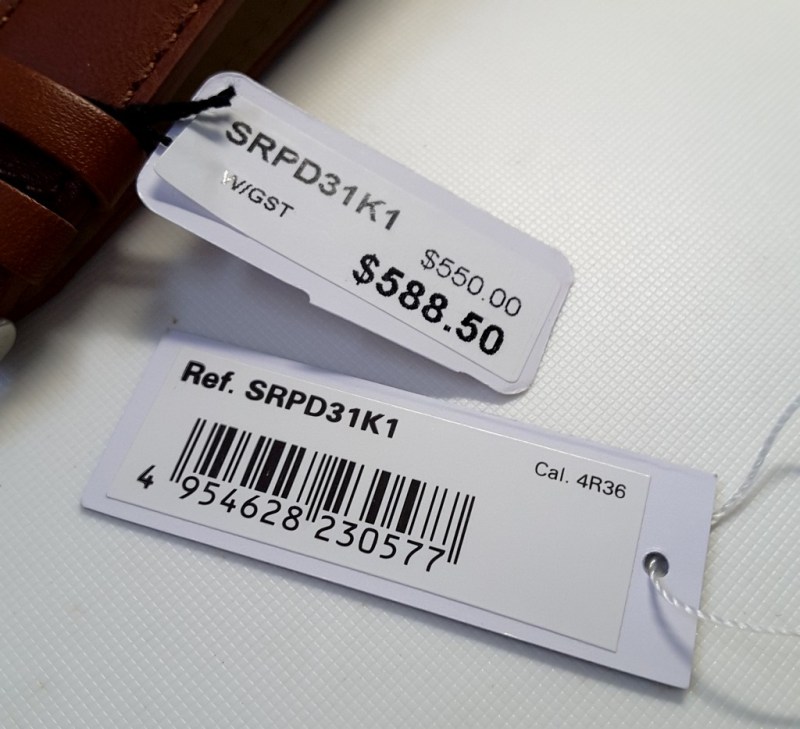 SRPD31K1
W/GST
$550.00
$588.50
Ref. SRPD31K1
Cal. 4R36
4 954628 230577